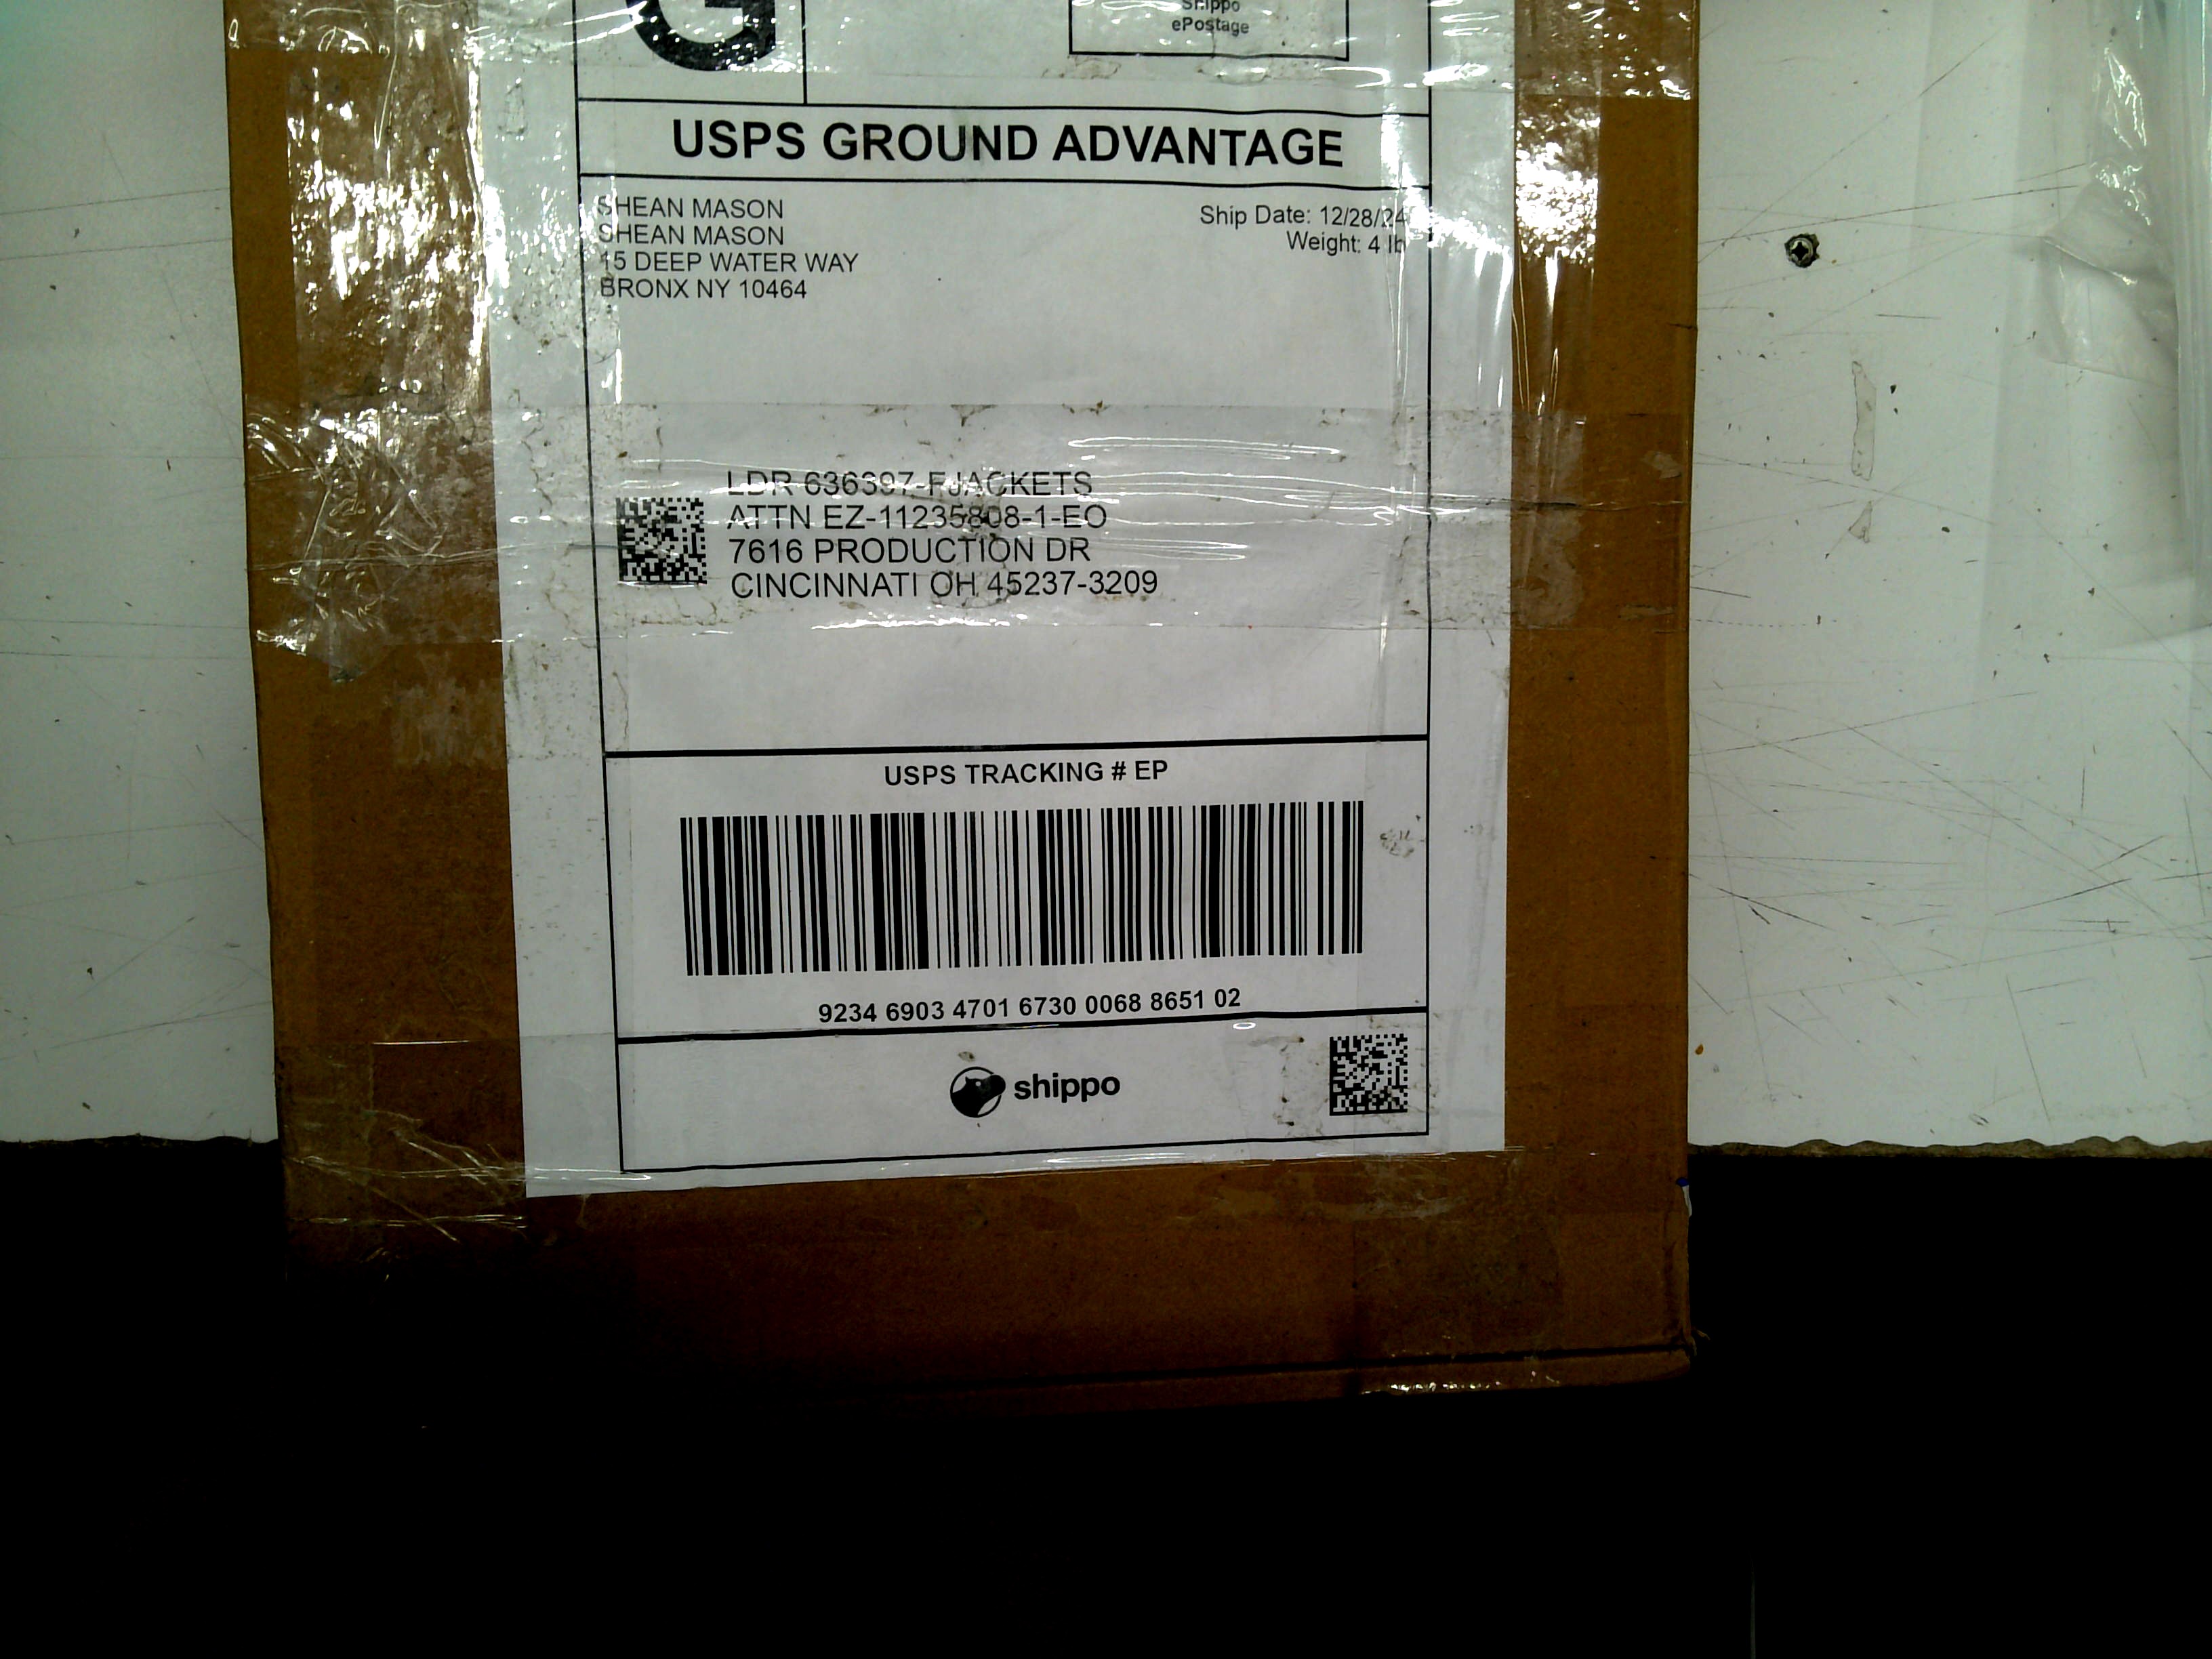 G
Shippo
ePostage
USPS GROUND ADVANTAGE
SHEAN MASON
SHEAN MASON
15 DEEP WATER WAY
BRONX NY 10464
Ship Date: 12/28/24
Weight: 4 lb
LDR 636397-FJACKETS
ATTN EZ-11235808-1-EO
7616 PRODUCTION DR
CINCINNATI OH 45237-3209
USPS TRACKING # EP
9234 6903 4701 6730 0068 8651 02
shippo